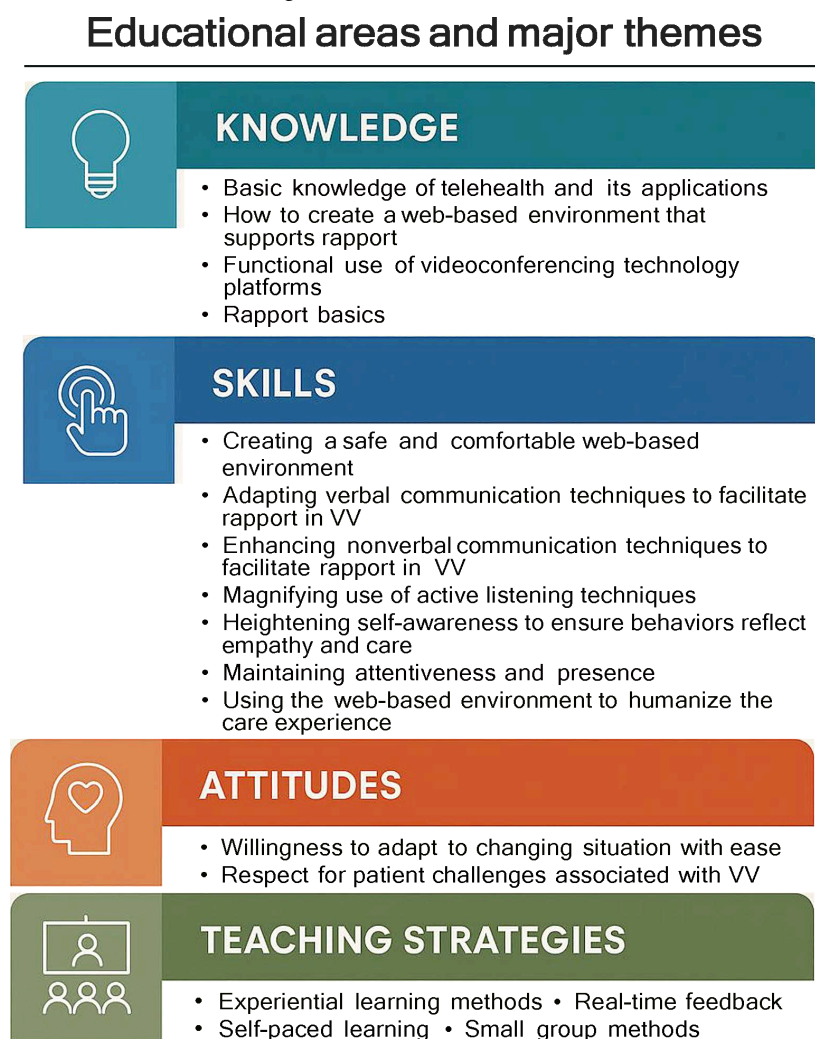 Educational areas and major themes
KNOWLEDGE
• Basic knowledge of telehealth and its applications
• How to create a web-based environment that
supports rapport
• Functional use of videoconferencing technology
platforms
• Rapport basics
SKILLS
• Creating a safe and comfortable web-based
environment
• Adapting verbal communication techniques to facilitate
rapport in VV
• Enhancing nonverbal communication techniques to
facilitate rapport in VV
• Magnifying use of active listening techniques
• Heightening self-awareness to ensure behaviors reflect
empathy and care
• Maintaining attentiveness and presence
• Using the web-based environment to humanize the
care experience
ATTITUDES
• Willingness to adapt to changing situation with ease
• Respect for patient challenges associated with VV
TEACHING STRATEGIES
• Experiential learning methods • Real-time feedback
• Self-paced learning • Small group methods